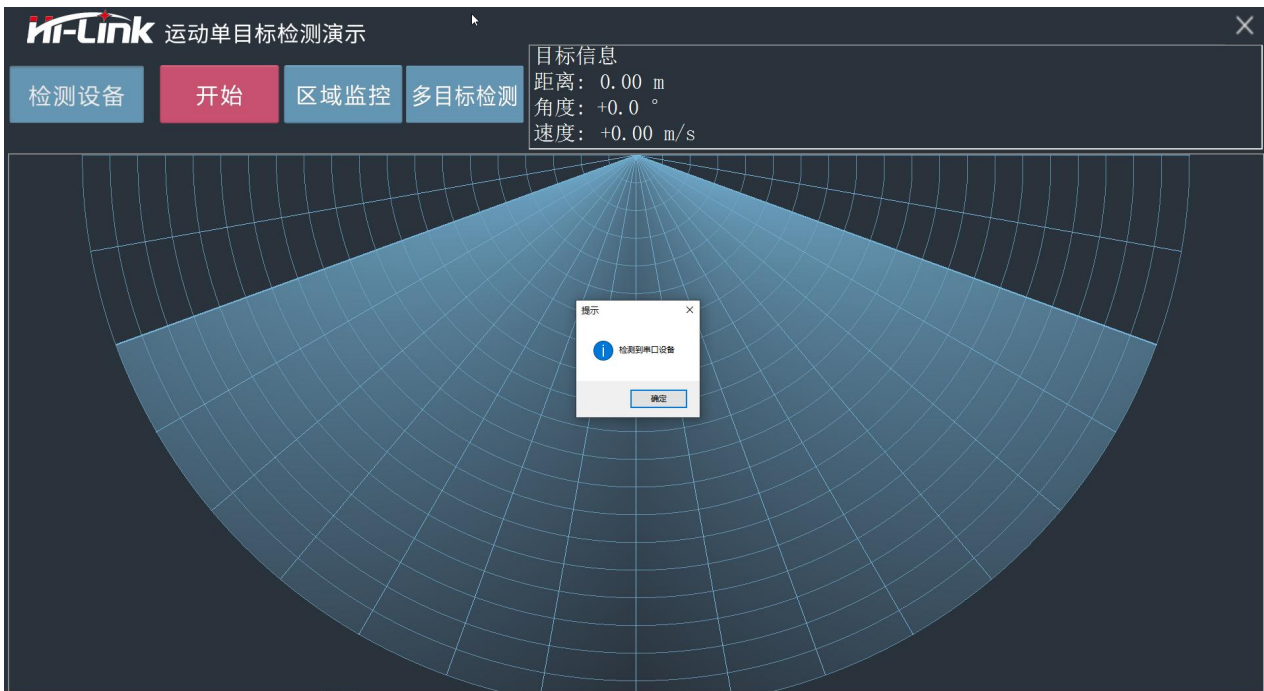 Hi-Link 运动单目标检测演示
检测设备
开始
区域监控
多目标检测
目标信息
距离: 0.00 m
角度: +0.0 °
速度: +0.00 m/s
提示
检测到串口设备
确定